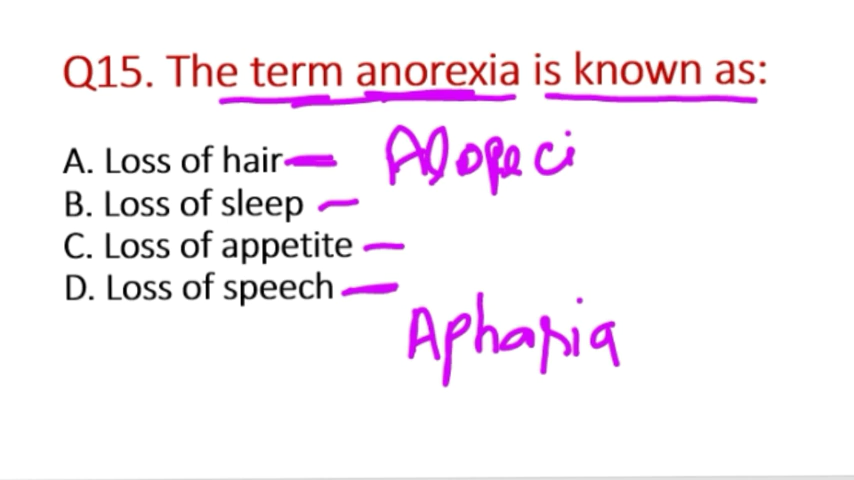 Q15. The term anorexia is known as:
A. Loss of hair Alopeci
B. Loss of sleep
C. Loss of appetite
D. Loss of speech
Aphasia